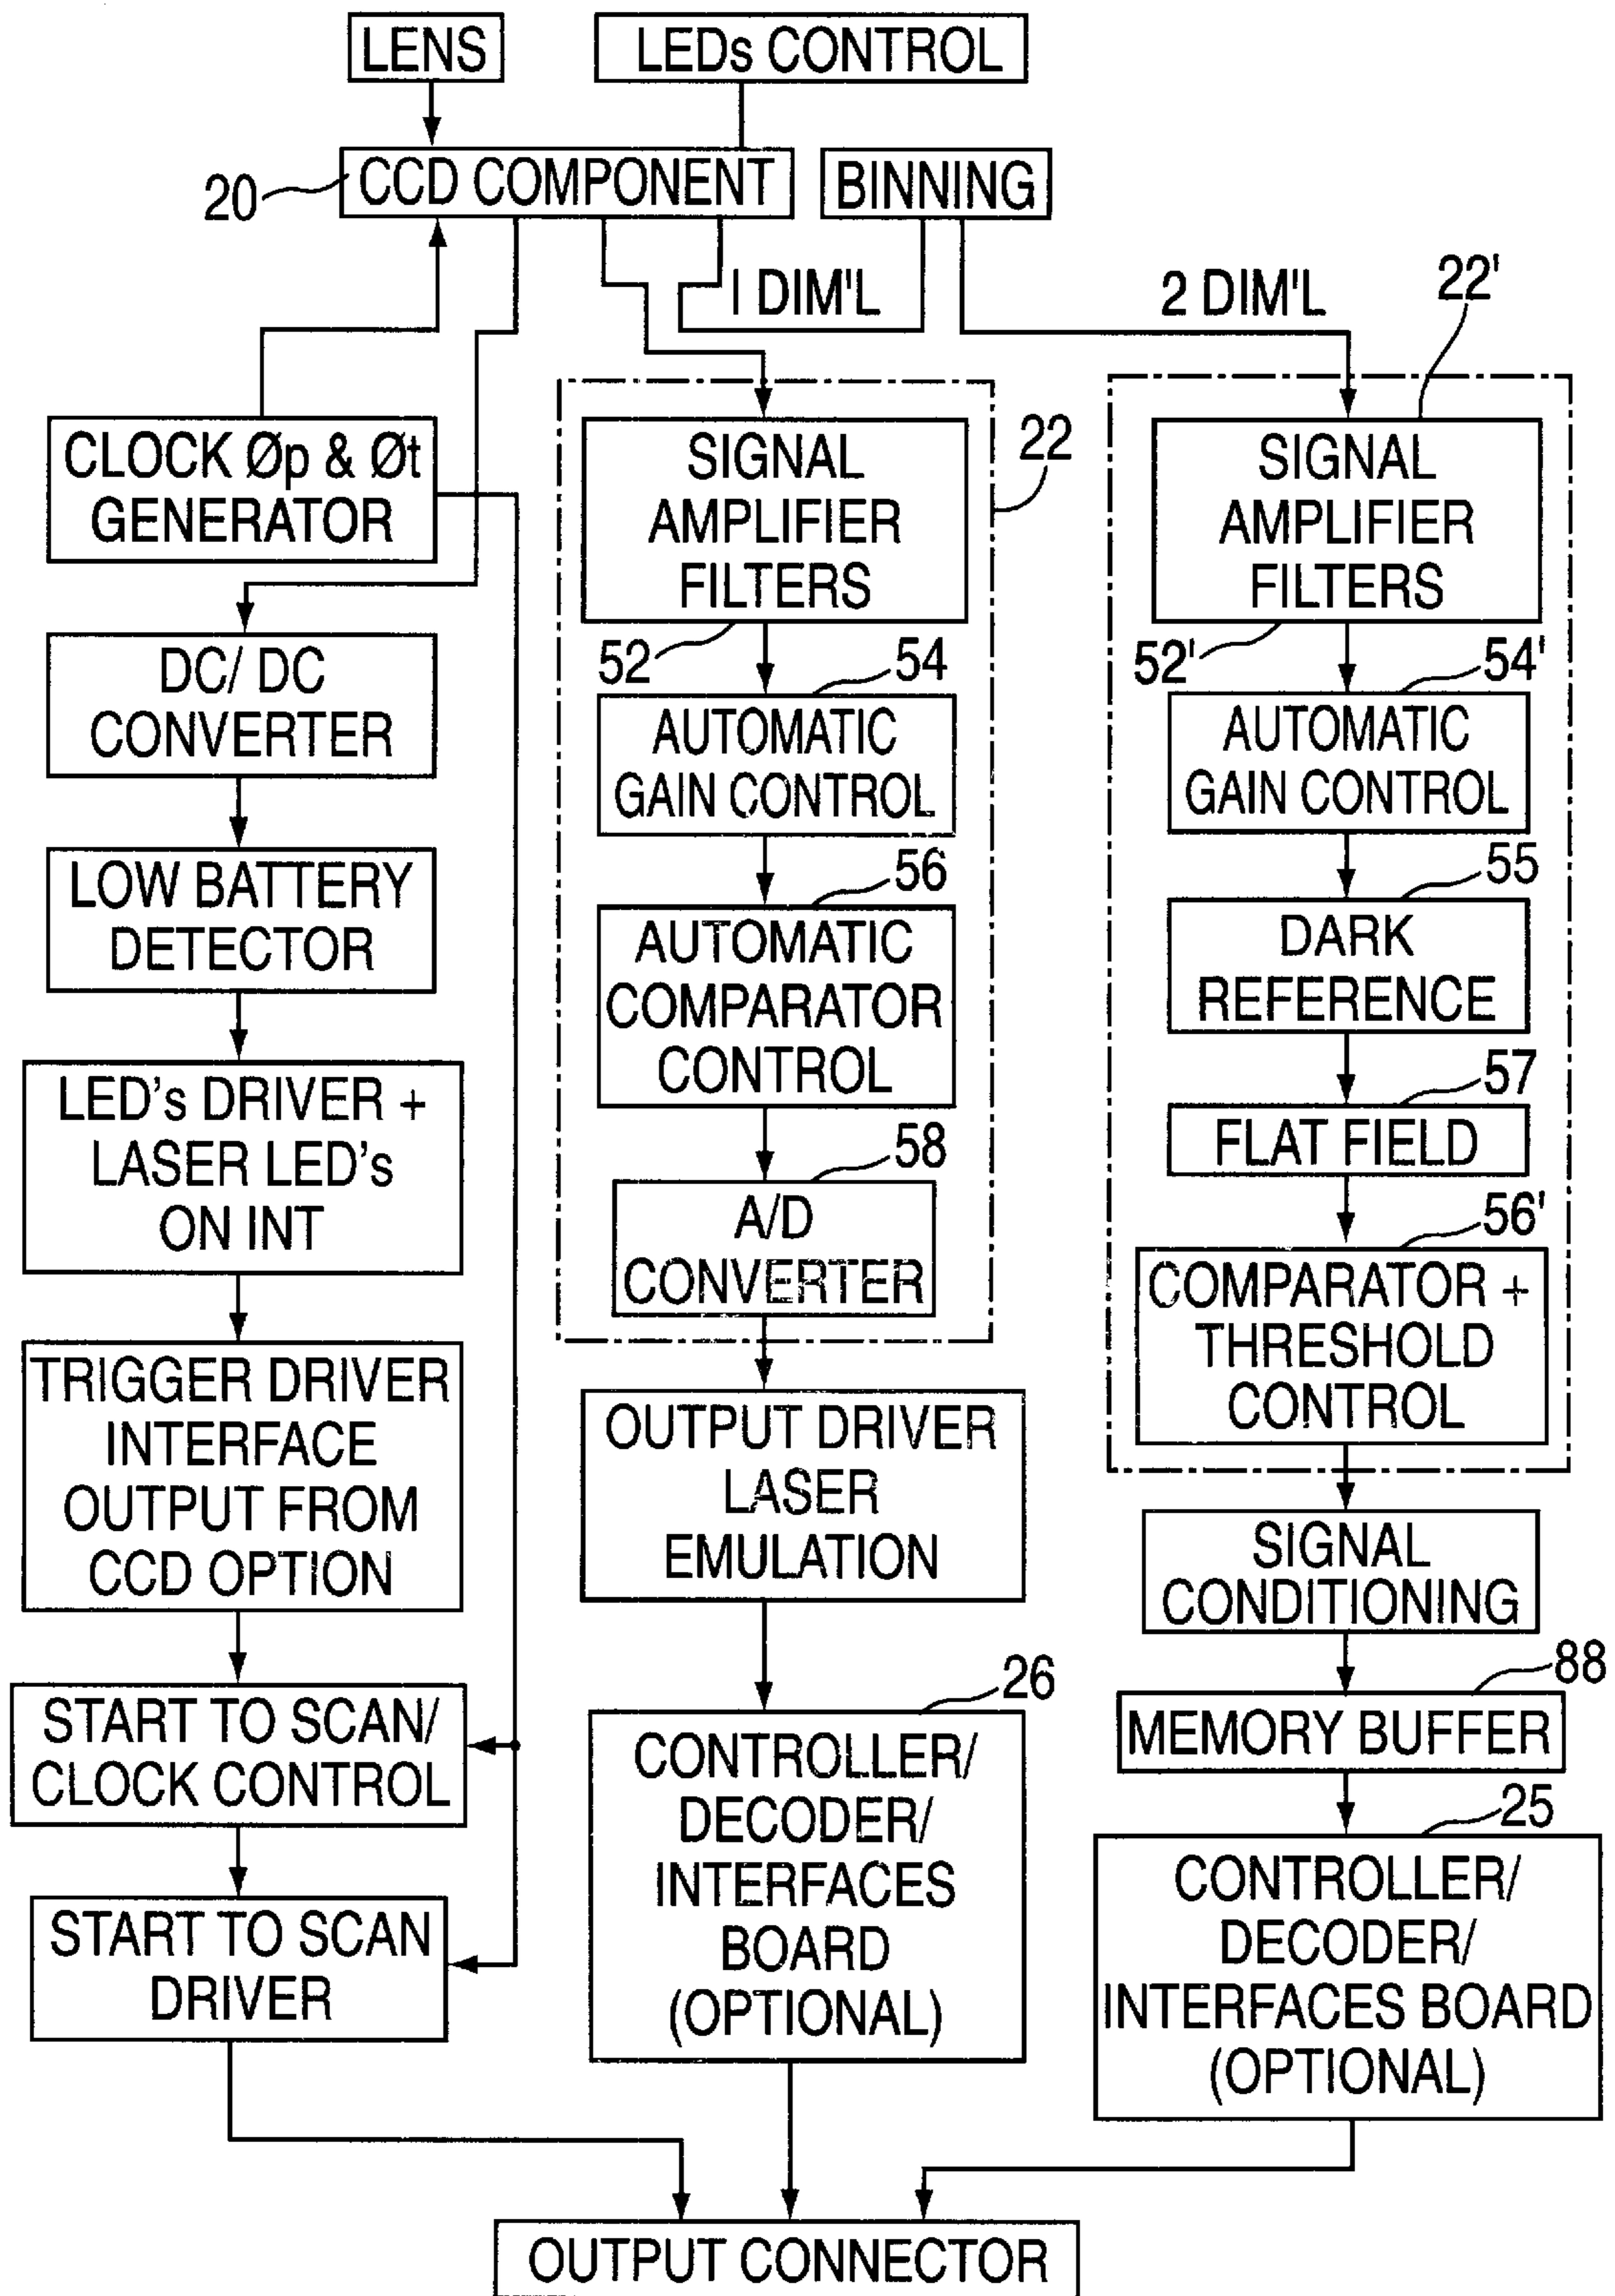 LENS
LEDs CONTROL
20
CCD COMPONENT
BINNING
1 DIM'L
2 DIM'L
22'
CLOCK Øp & Øt
GENERATOR
DC/ DC
CONVERTER
LOW BATTERY
DETECTOR
LED's DRIVER +
LASER LED's
ON INT
TRIGGER DRIVER
INTERFACE
OUTPUT FROM
CCD OPTION
START TO SCAN/
CLOCK CONTROL
START TO SCAN
DRIVER
22
SIGNAL
AMPLIFIER
FILTERS
52
54
AUTOMATIC
GAIN CONTROL
56
AUTOMATIC
COMPARATOR
CONTROL
58
A/D
CONVERTER
OUTPUT DRIVER
LASER
EMULATION
26
CONTROLLER/
DECODER/
INTERFACES
BOARD
(OPTIONAL)
SIGNAL
AMPLIFIER
FILTERS
52'
54'
AUTOMATIC
GAIN CONTROL
55
DARK
REFERENCE
57
FLAT FIELD
56'
COMPARATOR +
THRESHOLD
CONTROL
SIGNAL
CONDITIONING
88
MEMORY BUFFER
25
CONTROLLER/
DECODER/
INTERFACES BOARD
(OPTIONAL)
OUTPUT CONNECTOR